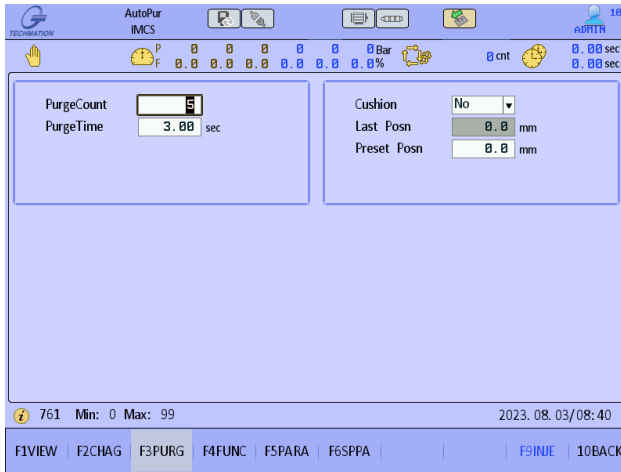 TECHMATION
AutoPur
IMCS
10
ADMIN
P 0 0 0 0 0 0 Bar
F 0.0 0.0 0.0 0.0 0.0 0.0%
0 cnt
0.00 sec
0.00 sec
PurgeCount 5
PurgeTime 3.00 sec
Cushion No
Last Posn 0.0 mm
Preset Posn 0.0 mm
i 761 Min: 0 Max: 99
2023. 08. 03/08:40
F1VIEW F2CHAG F3PURG F4FUNC F5PARA F6SPPA F9INJE 10BACK